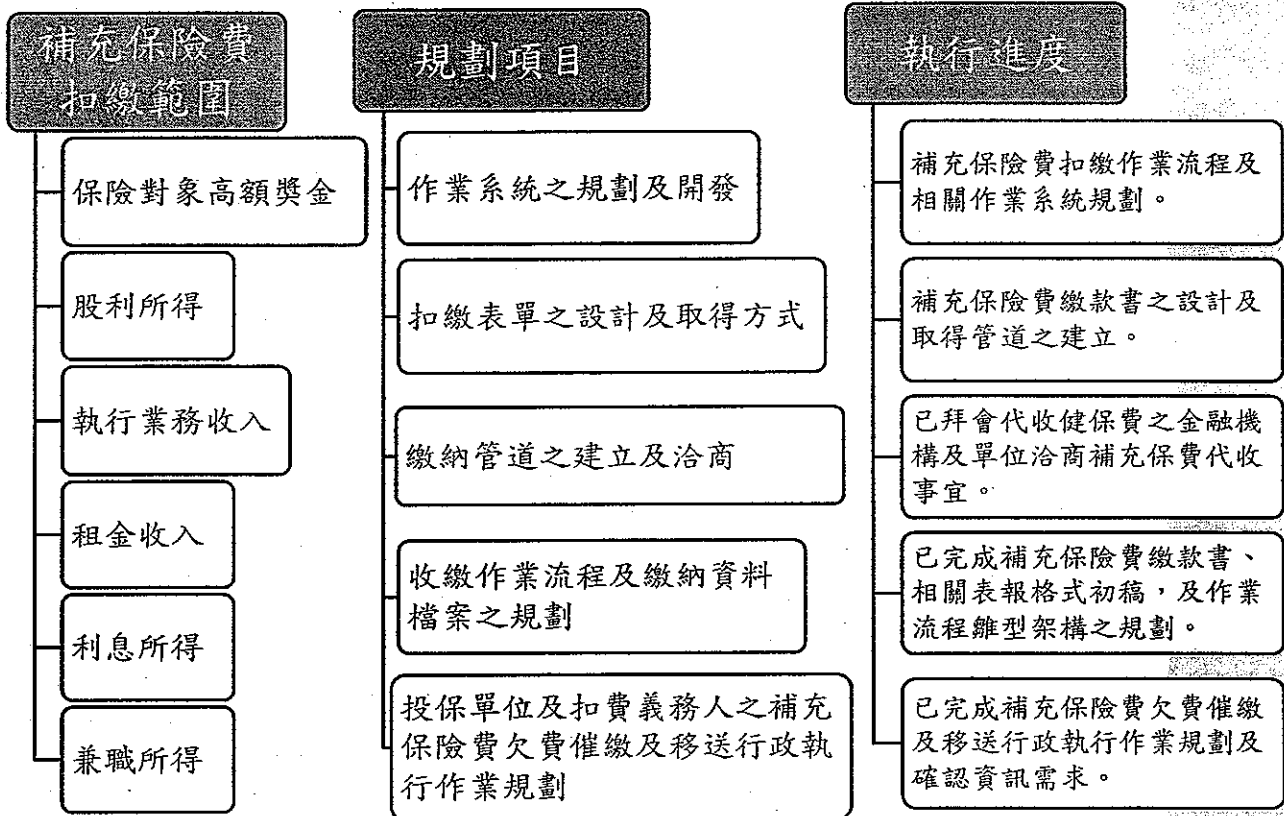 補充保險費
扣繳範圍
保險對象高額獎金
股利所得
執行業務收入
租金收入
利息所得
兼職所得
規劃項目
作業系統之規劃及開發
扣繳表單之設計及取得方式
繳納管道之建立及洽商
收繳作業流程及繳納資料
檔案之規劃
投保單位及扣費義務人之補充
保險費欠費催繳及移送行政執
行作業規劃
執行進度
補充保險費扣繳作業流程及
相關作業系統規劃。
補充保險費繳款書之設計及
取得管道之建立。
已拜會代收健保費之金融機
構及單位洽商補充保費代收
事宜。
已完成補充保險費繳款書、
相關表報格式初稿，及作業
流程雛型架構之規劃。
已完成補充保險費欠費催繳
及移送行政執行作業規劃及
確認資訊需求。